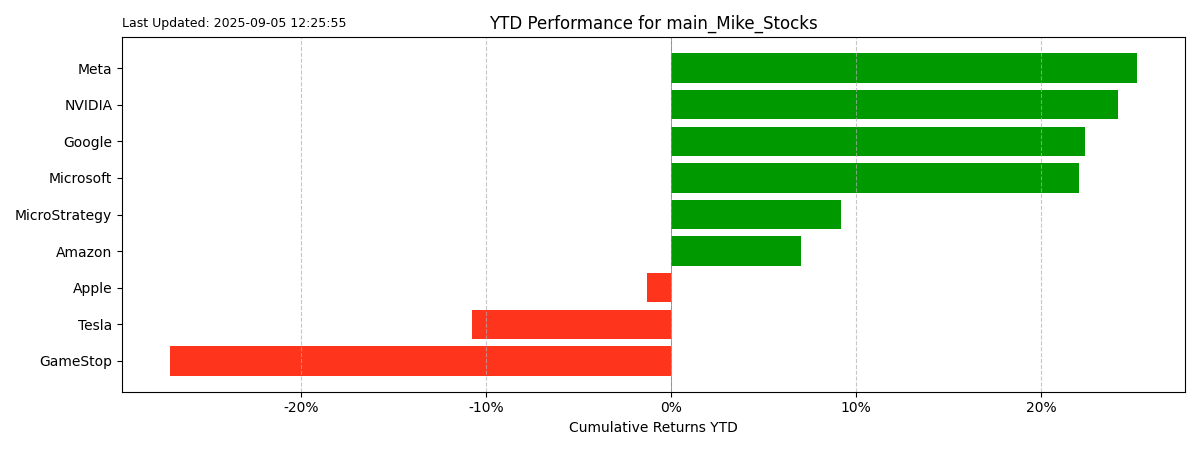 Last Updated: 2025-09-05 12:25:55
YTD Performance for main_Mike_Stocks
Meta
NVIDIA
Google
Microsoft
MicroStrategy
Amazon
Apple
Tesla
GameStop
-20%
-10%
0%
10%
20%
Cumulative Returns YTD